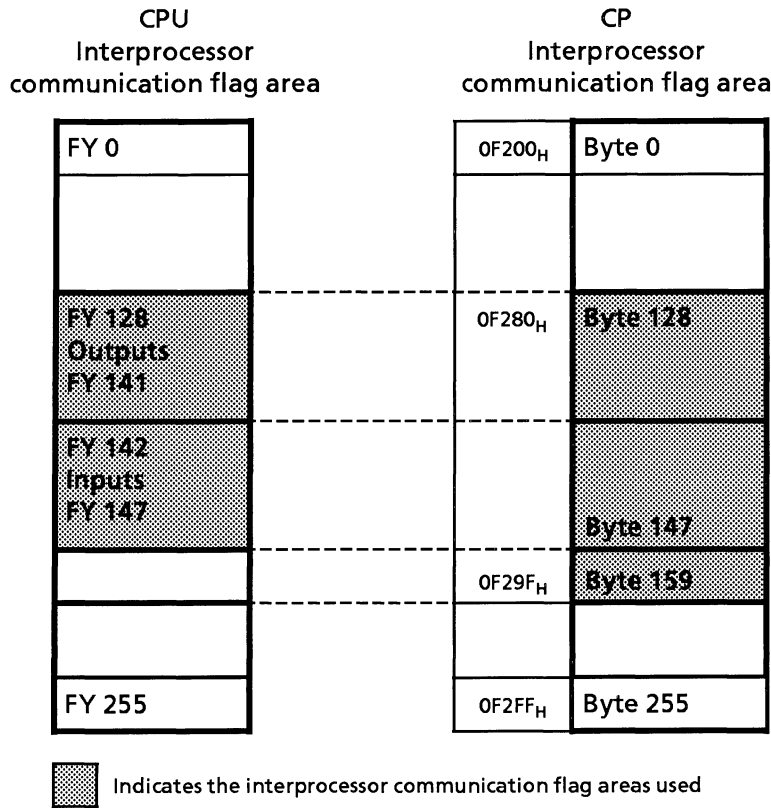 CPU
Interprocessor
communication flag area
CP
Interprocessor
communication flag area
FY 0
0F200H
Byte 0
FY 128
Outputs
FY 141
0F280H
Byte 128
FY 142
Inputs
FY 147
Byte 147
0F29FH
Byte 159
FY 255
0F2FFH
Byte 255
Indicates the interprocessor communication flag areas used